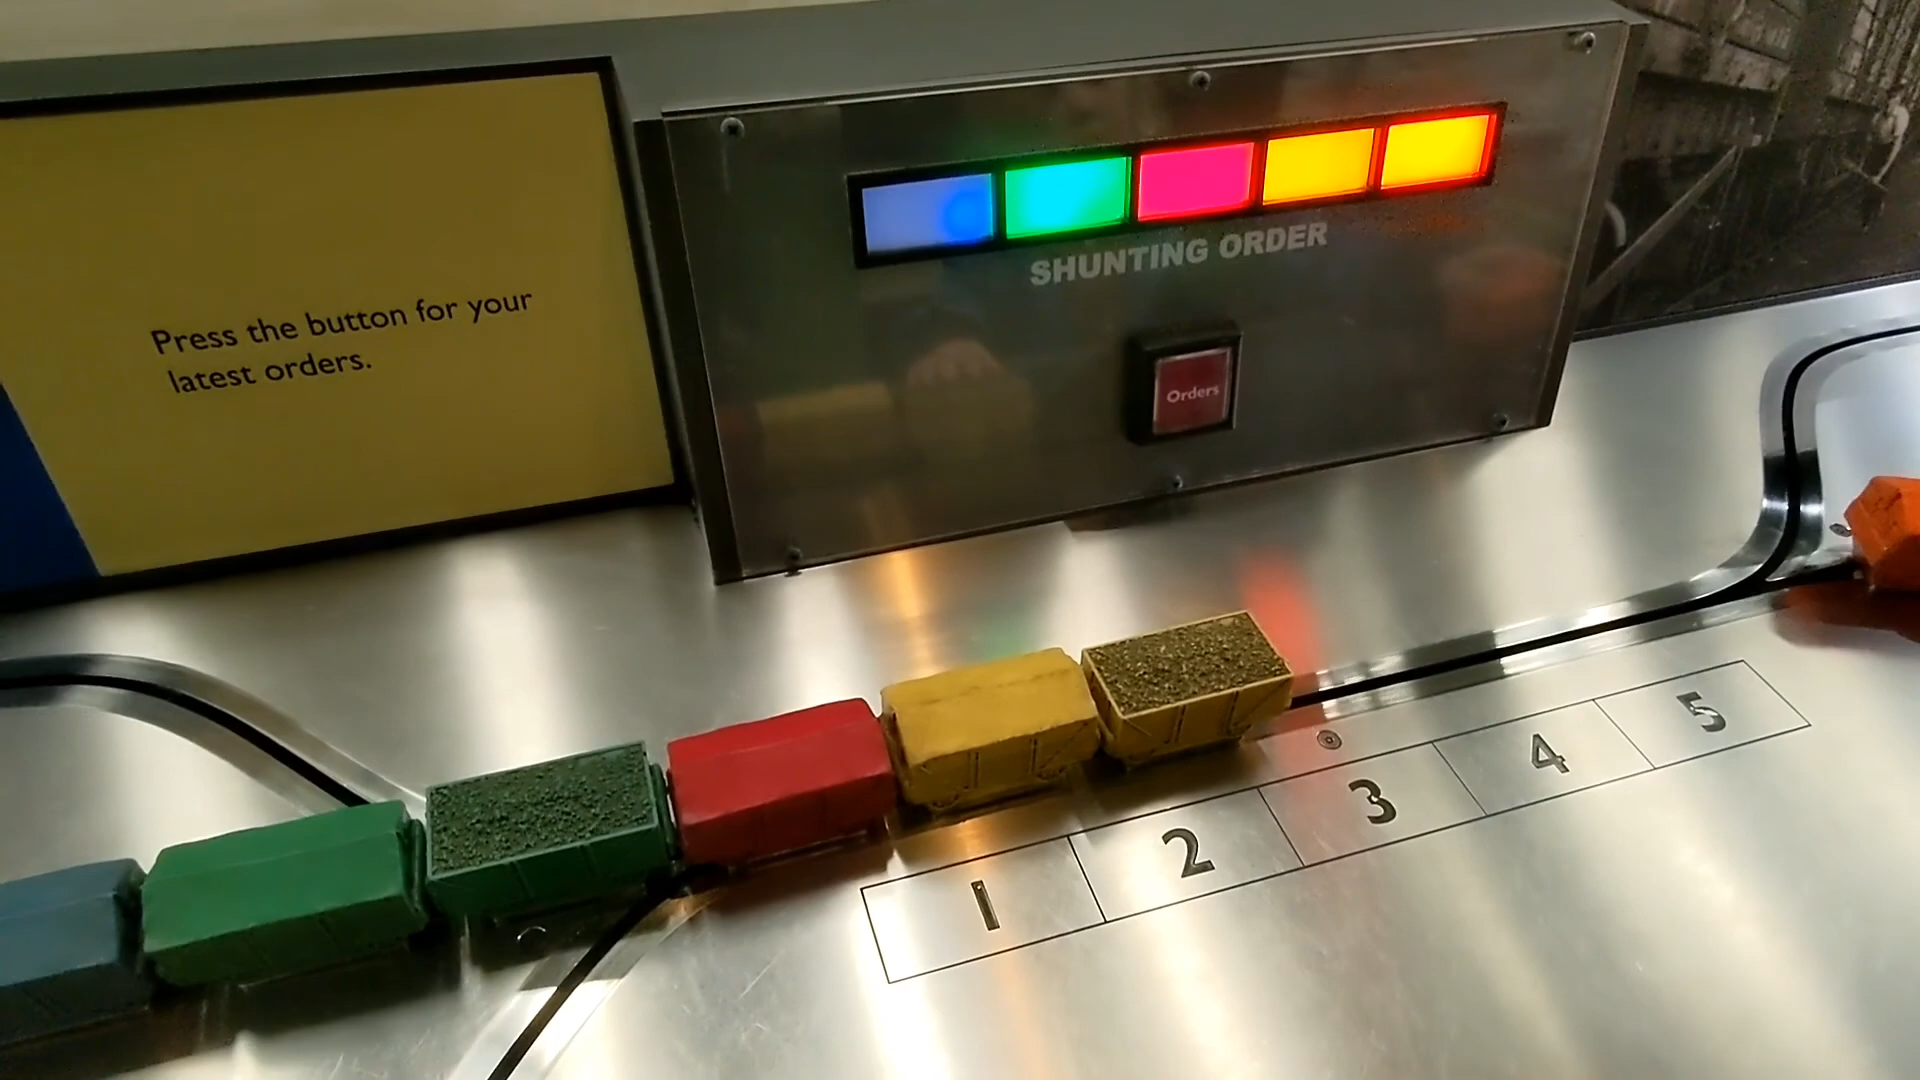 Press the button for your
latest orders.
SHUNTING ORDER
Orders
1 2 3 4 5